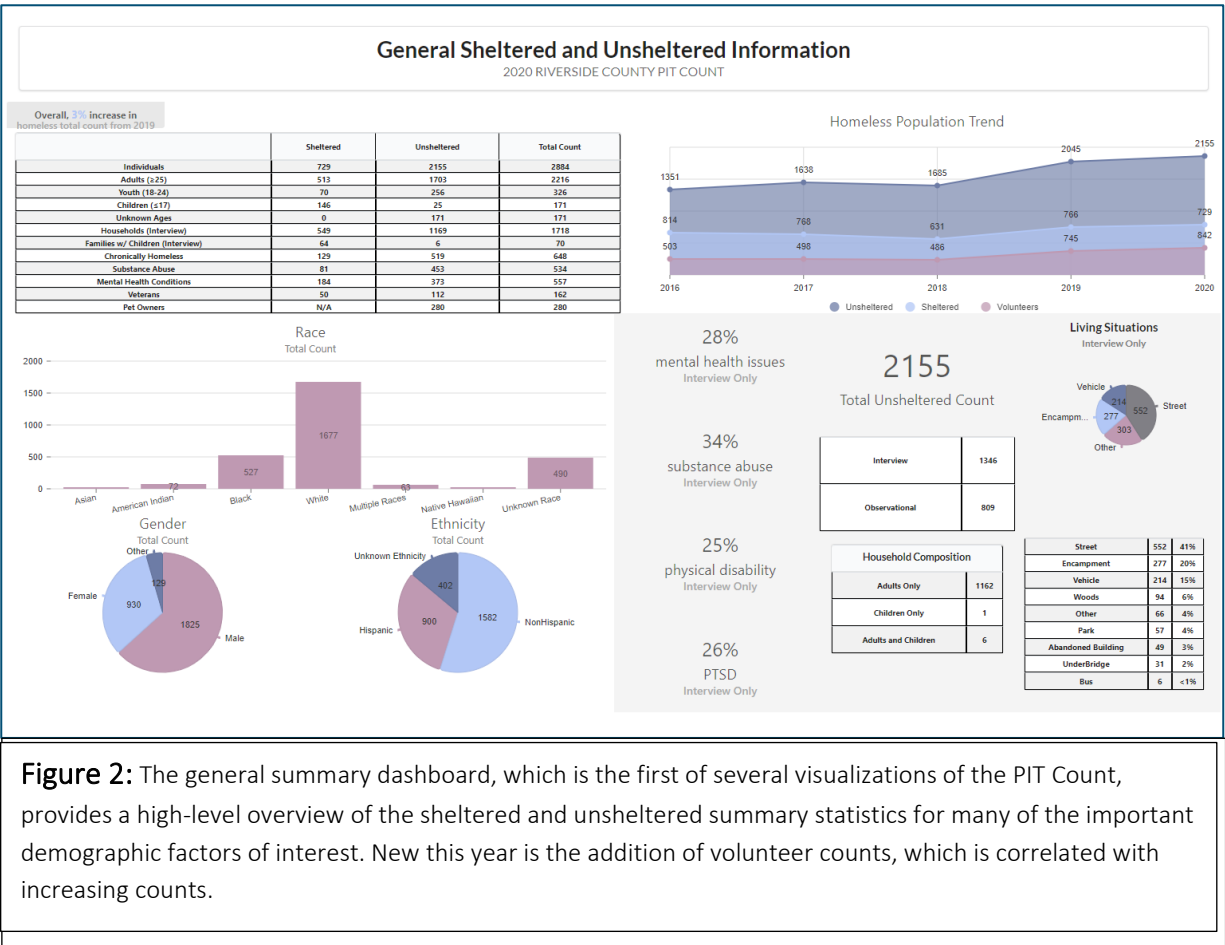 General Sheltered and Unsheltered Information
2020 RIVERSIDE COUNTY PIT COUNT
Overall, 3% increase in
homeless total count from 2019
Sheltered Unsheltered Total Count
Individuals 729 2155 2884
Adults (≥25) 513 1703 2216
Youth (18-24) 70 256 326
Children (≤17) 146 25 171
Unknown Ages 0 171 171
Households (Interview) 549 1169 1718
Families w/ Children (Interview) 64 6 70
Chronically Homeless 129 519 648
Substance Abuse 81 453 534
Mental Health Conditions 184 373 557
Veterans 50 112 162
Pet Owners N/A 280 280
Homeless Population Trend
1351 1638 1685 2045 2155
814 768 631 766 729
503 498 486 745 842
2016 2017 2018 2019 2020
Unsheltered Sheltered Volunteers
Race
Total Count
2000
1500
1000
500
0
72 527 1677 63 490
Asian American Indian Black White Multiple Races Native Hawaiian Unknown Race
Gender
Total Count
Other
129
Female
930
1825
Male
Ethnicity
Total Count
Unknown Ethnicity
402
1582
NonHispanic
Hispanic
900
28%
mental health issues
Interview Only
34%
substance abuse
Interview Only
25%
physical disability
Interview Only
26%
PTSD
Interview Only
2155
Total Unsheltered Count
Interview 1346
Observational 809
Household Composition
Adults Only 1162
Children Only 1
Adults and Children 6
Living Situations
Interview Only
Vehicle
214
552
Street
Encampm...
277
303
Other
Street 552 41%
Encampment 277 20%
Vehicle 214 15%
Woods 94 6%
Other 66 4%
Park 57 4%
Abandoned Building 49 3%
UnderBridge 31 2%
Bus 6 <1%
Figure 2: The general summary dashboard, which is the first of several visualizations of the PIT Count,
provides a high-level overview of the sheltered and unsheltered summary statistics for many of the important
demographic factors of interest. New this year is the addition of volunteer counts, which is correlated with
increasing counts.